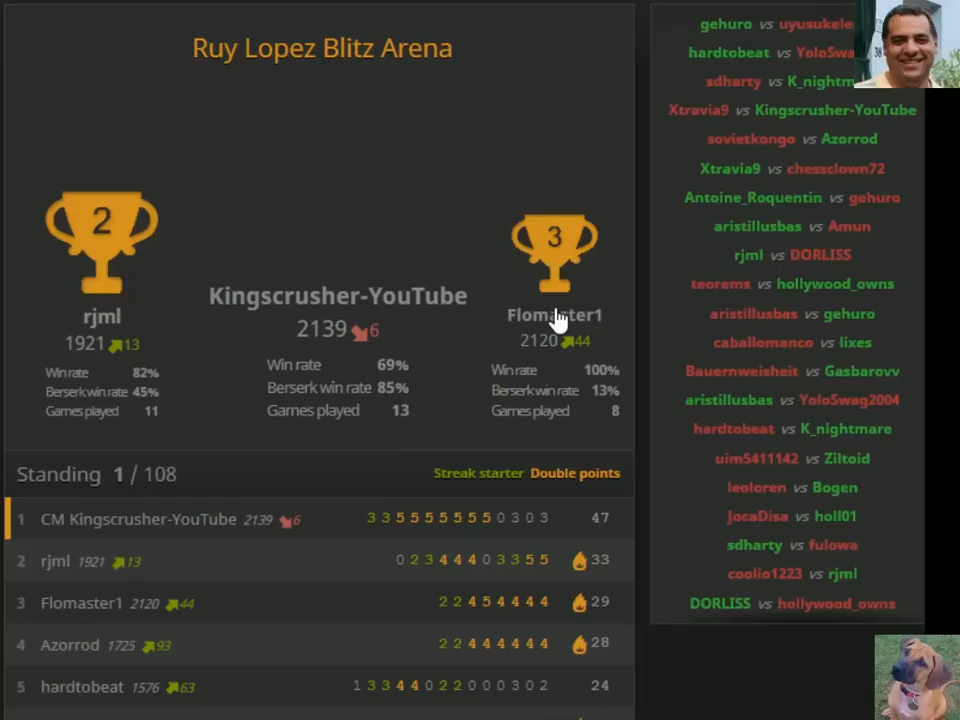 Ruy Lopez Blitz Arena
2
3
rjml
1921 13
Win rate 82%
Berserk win rate 45%
Games played 11
Kingscrusher-YouTube
2139 6
Win rate 69%
Berserk win rate 85%
Games played 13
Flomaster1
2120 44
Win rate 100%
Berserk win rate 13%
Games played 8
Standing 1 / 108 Streak starter Double points
1 CM Kingscrusher-YouTube 2139 6 3 3 5 5 5 5 5 5 5 0 3 0 3 47
2 rjml 1921 13 0 2 3 4 4 4 0 3 3 5 5 33
3 Flomaster1 2120 44 2 2 4 5 4 4 4 4 29
4 Azorrod 1725 93 2 2 4 4 4 4 4 4 28
5 hardtobeat 1576 63 1 3 3 4 4 0 2 2 0 0 0 3 0 2 24
gehuro vs uyusukele
hardtobeat vs YoloSwa
sdharty vs K_nightm
Xtravia9 vs Kingscrusher-YouTube
sovietkongo vs Azorrod
Xtravia9 vs chessclown72
Antoine_Roquentin vs gehuro
aristillusbas vs Amun
rjml vs DORLISS
teorems vs hollywood_owns
aristillusbas vs gehuro
caballomanco vs lixes
Bauernweisheit vs Gasbarovv
aristillusbas vs YoloSwag2004
hardtobeat vs K_nightmare
uim5411142 vs Ziltoid
leoloren vs Bogen
JocaDisa vs holl01
sdharty vs fulowa
coolio1223 vs rjml
DORLISS vs hollywood_owns